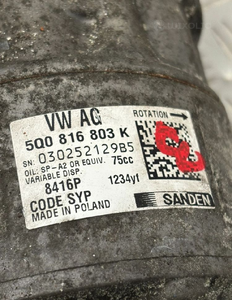 VW AG
ROTATION
5Q0 816 803 K
SN: 030252129B5
OIL: SP-A2 OR EQUIV. 75cc
VARIABLE DISP.
8416P 1234yf
CODE SYP
MADE IN POLAND
SANDEN